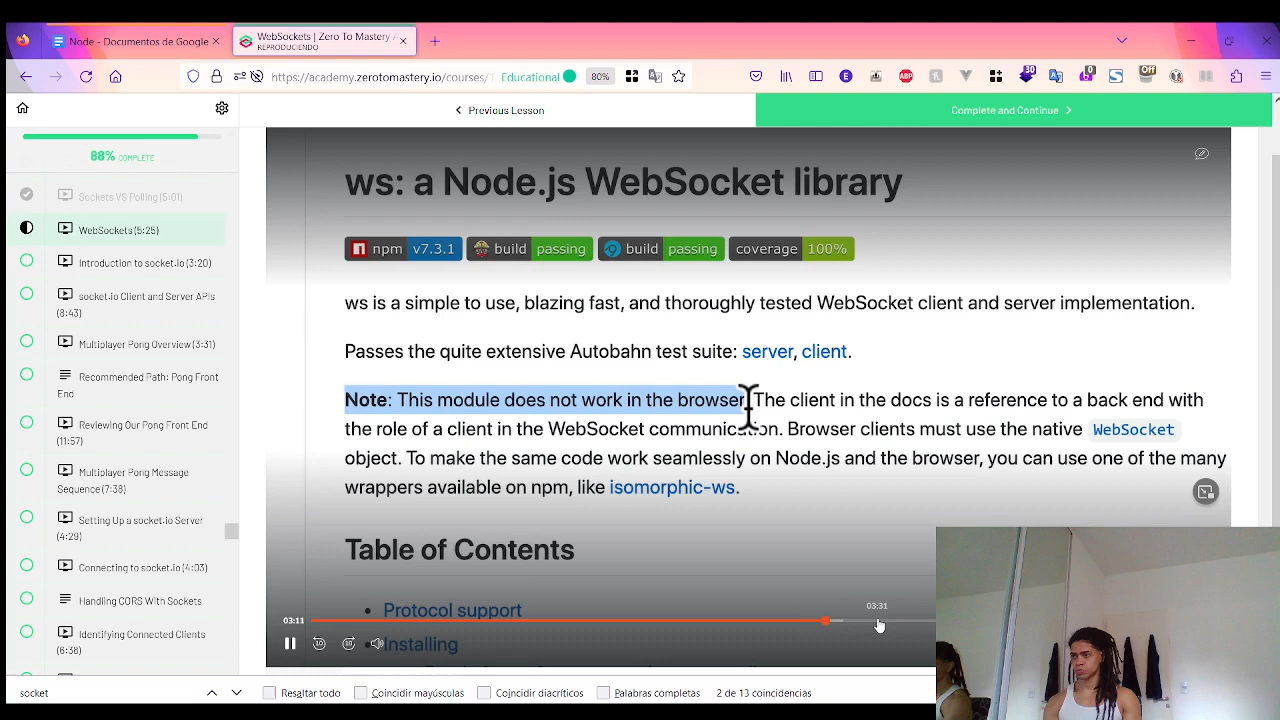 Node - Documentos de Google
WebSockets | Zero To Mastery A
REPRODUCIENDO
https://academy.zerotomastery.io/courses/1
Educational
80%
30
0
Off
Previous Lesson
Complete and Continue
88% COMPLETE
Sockets VS Polling (5:01)
WebSockets (5:25)
Introduction to socket.io (3:20)
socket.io Client and Server APIs
(8:43)
Multiplayer Pong Overview (3:31)
Recommended Path: Pong Front
End
Reviewing Our Pong Front End
(11:57)
Multiplayer Pong Message
Sequence (7:38)
Setting Up a socket.io Server
(4:29)
Connecting to socket.io (4:03)
Handling CORS With Sockets
Identifying Connected Clients
(6:38)
ws: a Node.js WebSocket library
npm v7.3.1 build passing build passing coverage 100%
ws is a simple to use, blazing fast, and thoroughly tested WebSocket client and server implementation.
Passes the quite extensive Autobahn test suite: server, client.
Note: This module does not work in the browser. The client in the docs is a reference to a back end with
the role of a client in the WebSocket communication. Browser clients must use the native WebSocket
object. To make the same code work seamlessly on Node.js and the browser, you can use one of the many
wrappers available on npm, like isomorphic-ws.
Table of Contents
Protocol support
Installing
03:31
03:11
10
10
socket
Resaltar todo
Coincidir mayúsculas
Coincidir diacríticos
Palabras completas
2 de 13 coincidencias